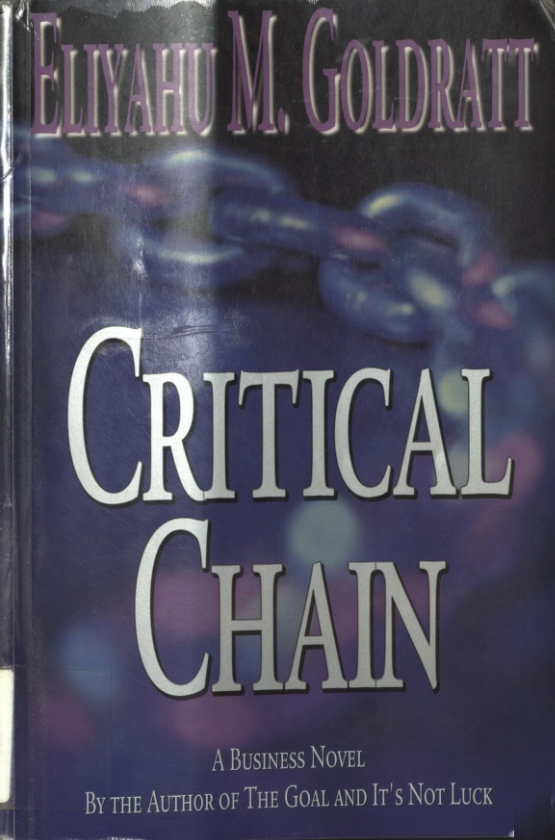 ELIYAHU M. GOLDRATT
CRITICAL
CHAIN
A BUSINESS NOVEL
BY THE AUTHOR OF THE GOAL AND IT'S NOT LUCK